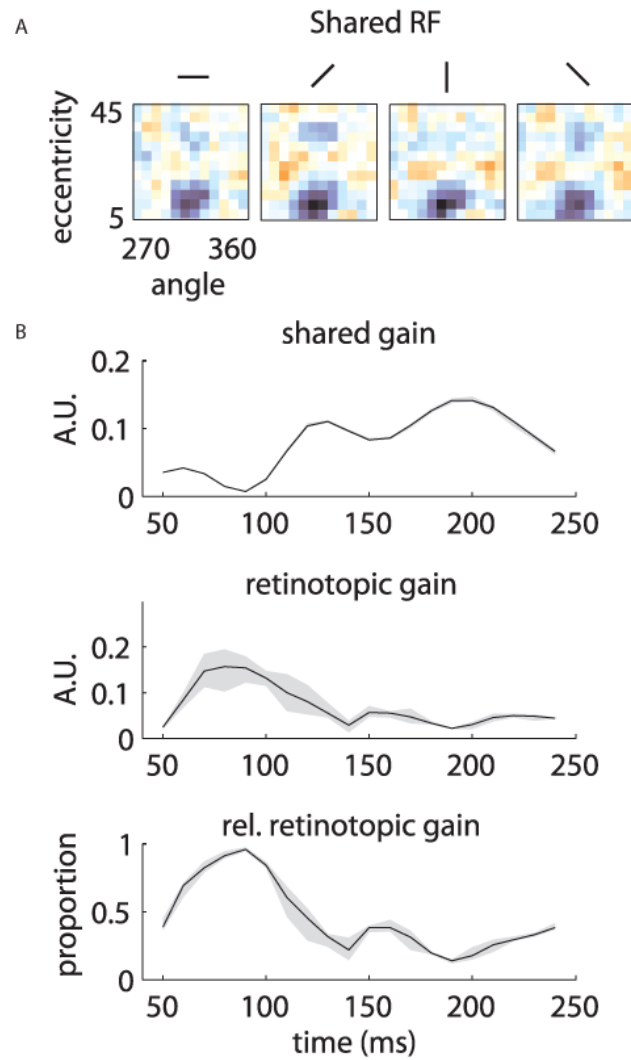 A
Shared RF
eccentricity
45
5
270 360
angle
B
shared gain
A.U.
0.2
0.1
0
50 100 150 200 250
retinotopic gain
A.U.
0.2
0.1
0
50 100 150 200 250
rel. retinotopic gain
proportion
1
0.5
0
50 100 150 200 250
time (ms)